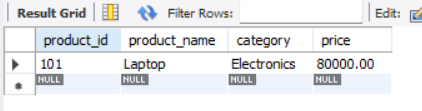 Result Grid Filter Rows: Edit:
product_id product_name category price
101 Laptop Electronics 80000.00
NULL NULL NULL NULL